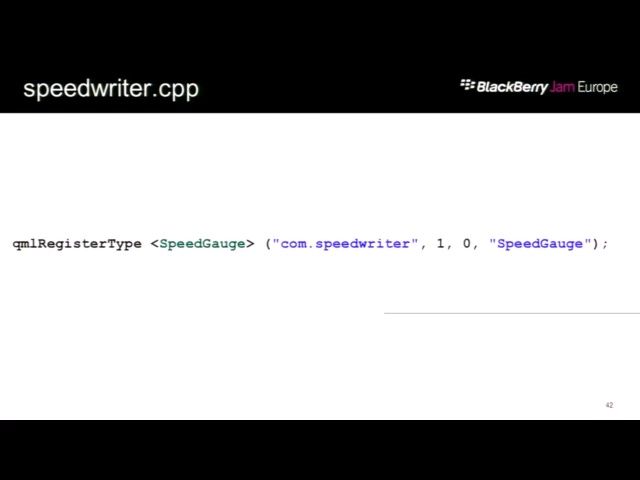 speedwriter.cpp
BlackBerry Jam Europe
qmlRegisterType <SpeedGauge> ("com.speedwriter", 1, 0, "SpeedGauge");
42